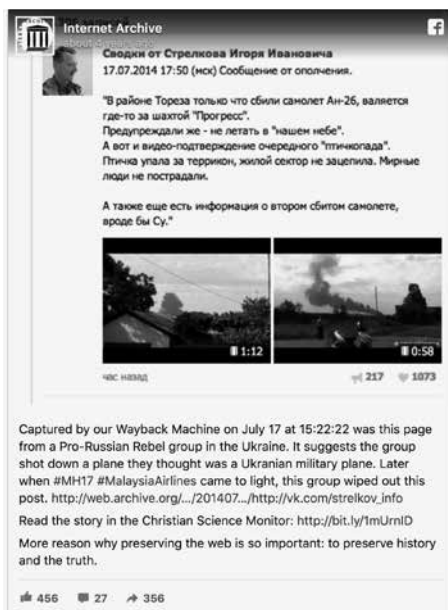 Internet Archive
about 4 years ago
Сводки от Стрелкова Игоря Ивановича
17.07.2014 17:50 (мск) Сообщение от ополчения.
"В районе Тореза только что сбили самолет Ан-26, валяется
где-то за шахтой "Прогресс".
Предупреждали же - не летать в "нашем небе".
А вот и видео-подтверждение очередного "птичкопада".
Птичка упала за террикон, жилой сектор не зацепила. Мирные
люди не пострадали.
А также еще есть информация о втором сбитом самолете,
вроде бы Су."
1:12
0:58
час назад
217
1073
Captured by our Wayback Machine on July 17 at 15:22:22 was this page
from a Pro-Russian Rebel group in the Ukraine. It suggests the group
shot down a plane they thought was a Ukranian military plane. Later
when #MH17 #MalaysiaAirlines came to light, this group wiped out this
post. http://web.archive.org/.../201407.../http://vk.com/strelkov_info
Read the story in the Christian Science Monitor: http://bit.ly/1mUrnID
More reason why preserving the web is so important: to preserve history
and the truth.
456
27
356